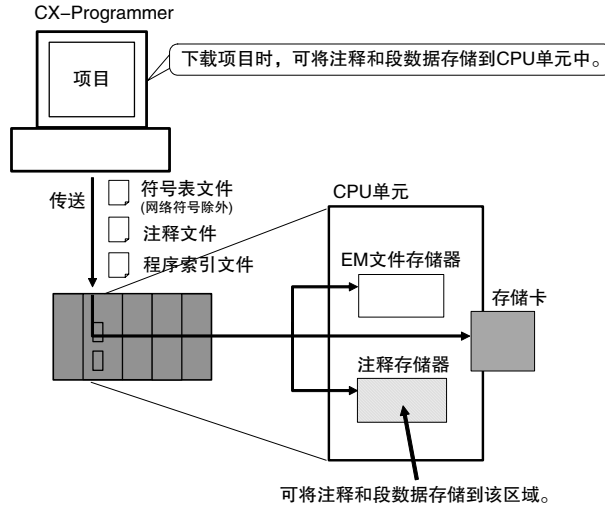 CX-Programmer
项目
下载项目时，可将注释和段数据存储到CPU单元中。
传送
符号表文件
(网络符号除外)
注释文件
程序索引文件
CPU单元
EM文件存储器
存储卡
注释存储器
可将注释和段数据存储到该区域。